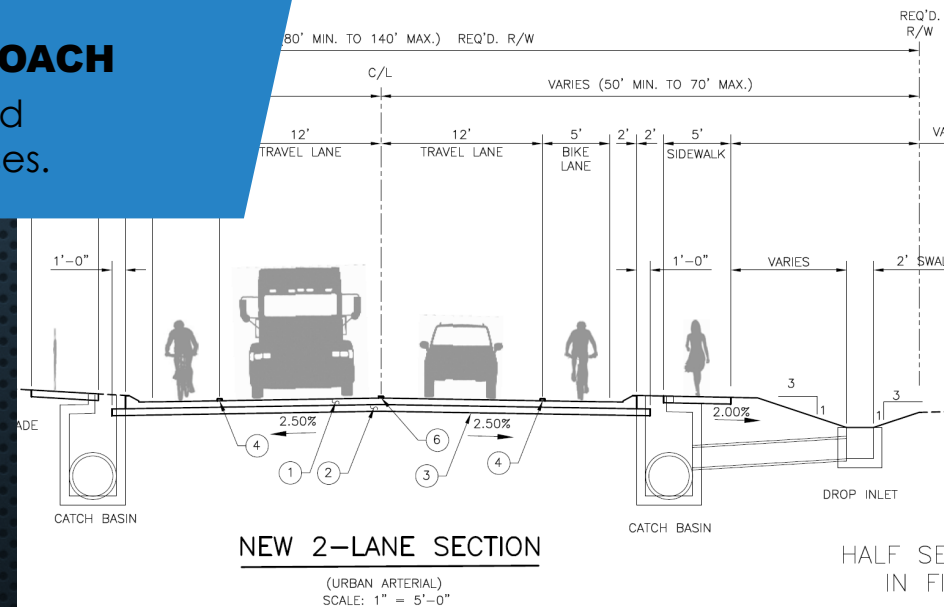 OACH
d
es.
REQ'D.
R/W
80' MIN. TO 140' MAX.) REQ'D. R/W
C/L
VARIES (50' MIN. TO 70' MAX.)
12'
TRAVEL LANE
12'
TRAVEL LANE
5'
BIKE
LANE
2'
2'
5'
SIDEWALK
VA
1'-0"
1'-0"
VARIES
2' SWAL
ADE
2.50%
2.50%
2.00%
3
1
1
3
4
1
2
6
3
4
CATCH BASIN
CATCH BASIN
DROP INLET
NEW 2-LANE SECTION
(URBAN ARTERIAL)
SCALE: 1" = 5'-0"
HALF SE
IN FI